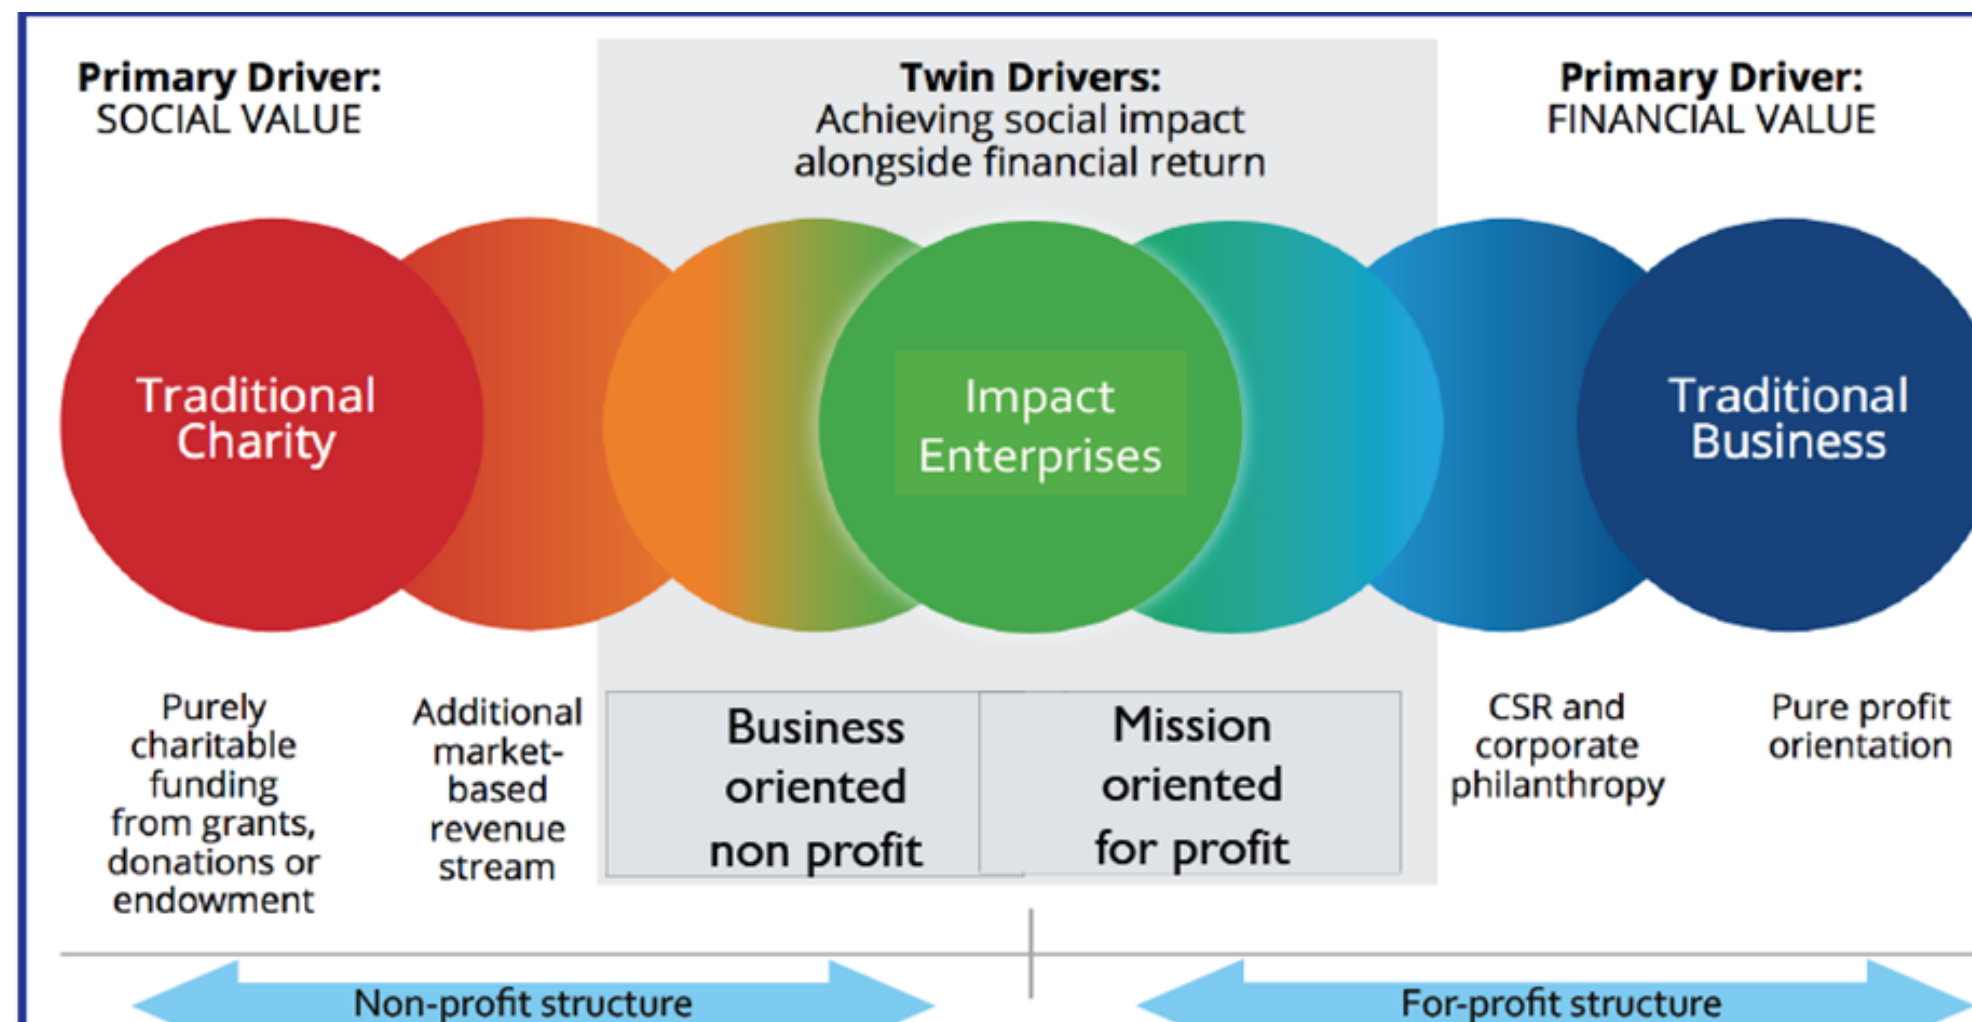 Primary Driver:
SOCIAL VALUE
Twin Drivers:
Achieving social impact
alongside financial return
Primary Driver:
FINANCIAL VALUE
Traditional
Charity
Impact
Enterprises
Traditional
Business
Purely
charitable
funding
from grants,
donations or
endowment
Additional
market-
based
revenue
stream
Business
oriented
non profit
Mission
oriented
for profit
CSR and
corporate
philanthropy
Pure profit
orientation
Non-profit structure
For-profit structure